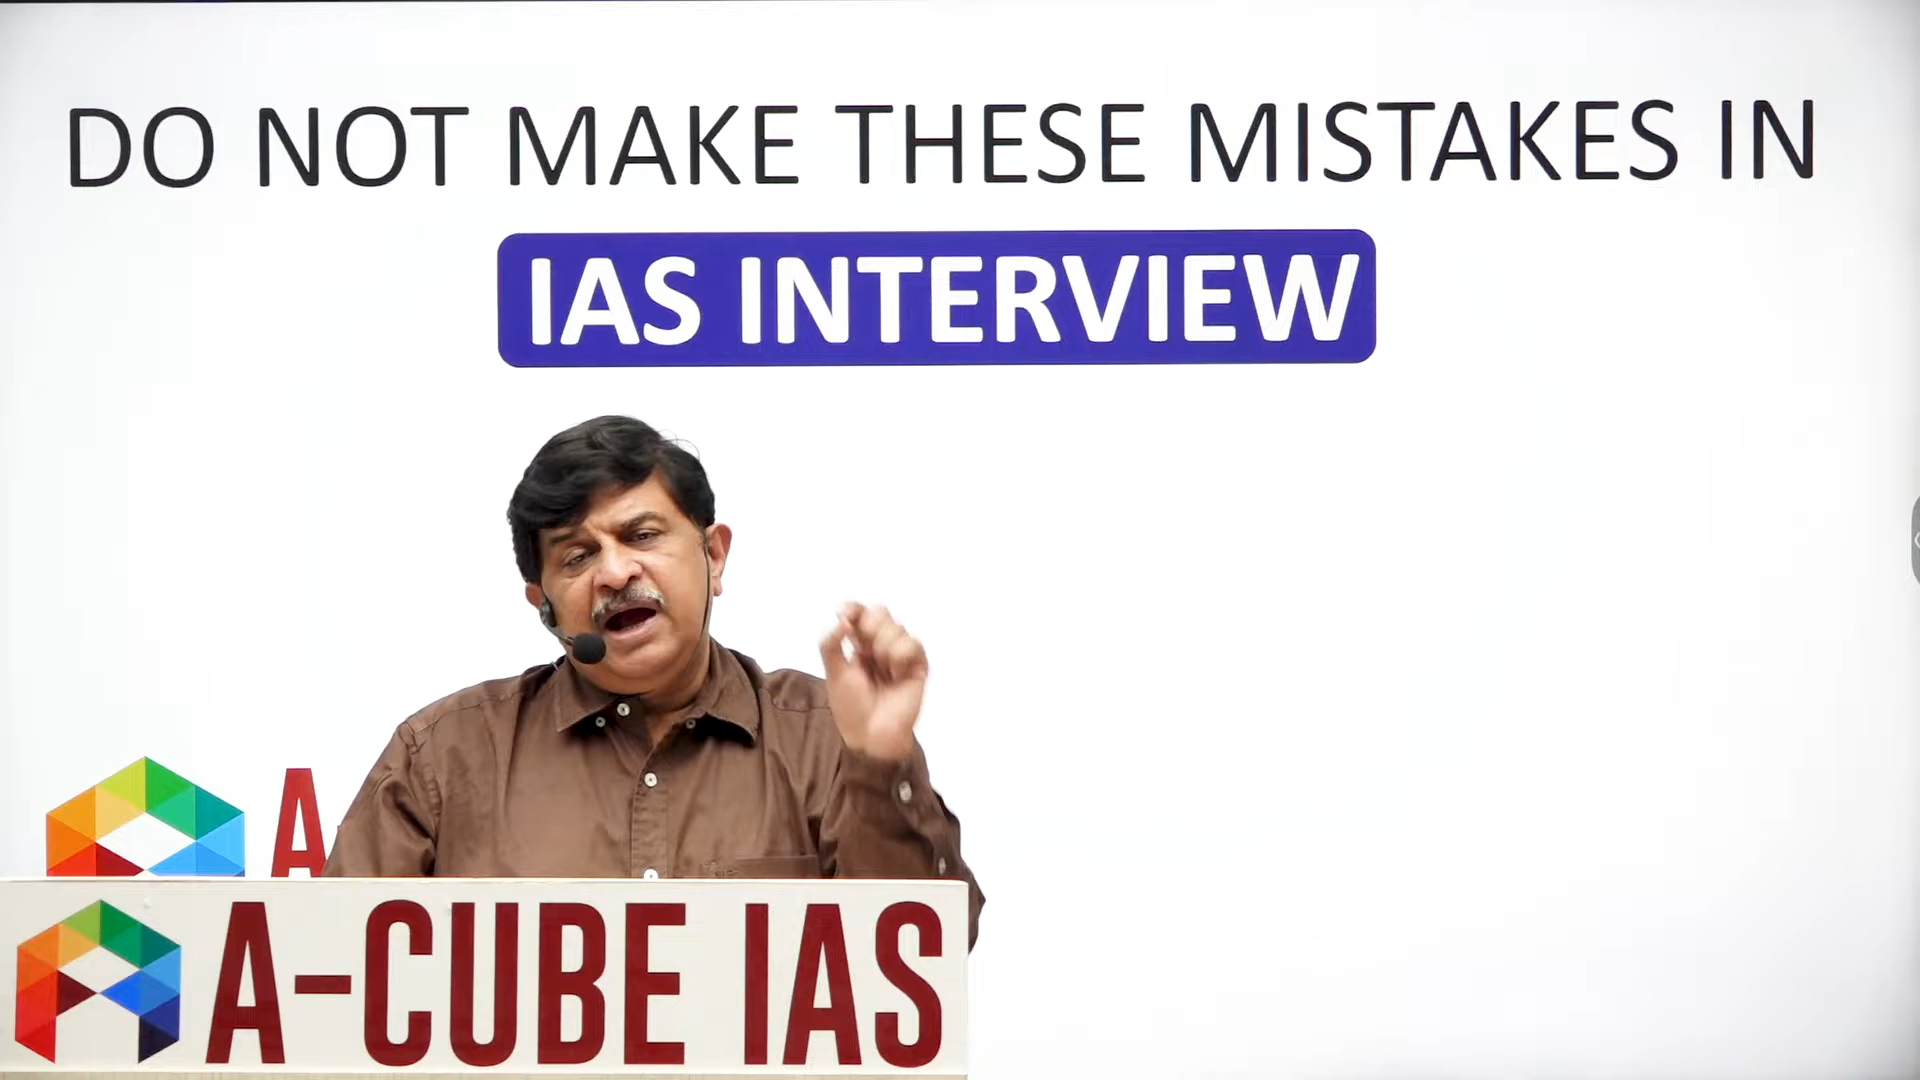 DO NOT MAKE THESE MISTAKES IN
IAS INTERVIEW
A-CUBE IAS